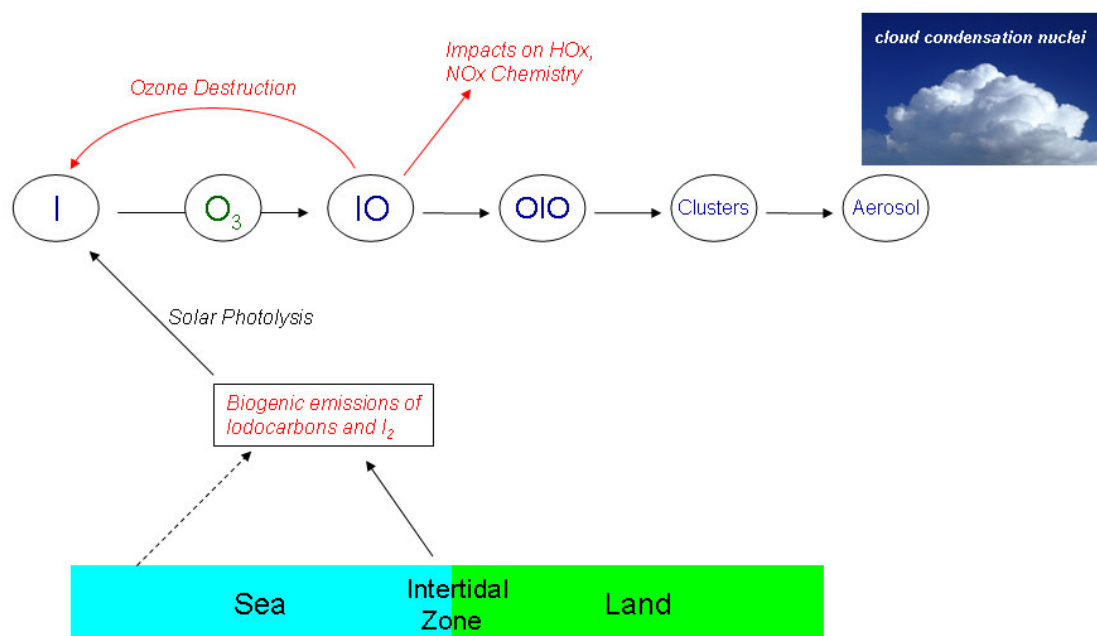 cloud condensation nuclei
Impacts on HOx,
NOx Chemistry
Ozone Destruction
I
O₃
IO
OIO
Clusters
Aerosol
Solar Photolysis
Biogenic emissions of
Iodocarbons and I₂
Sea
Intertidal
Zone
Land